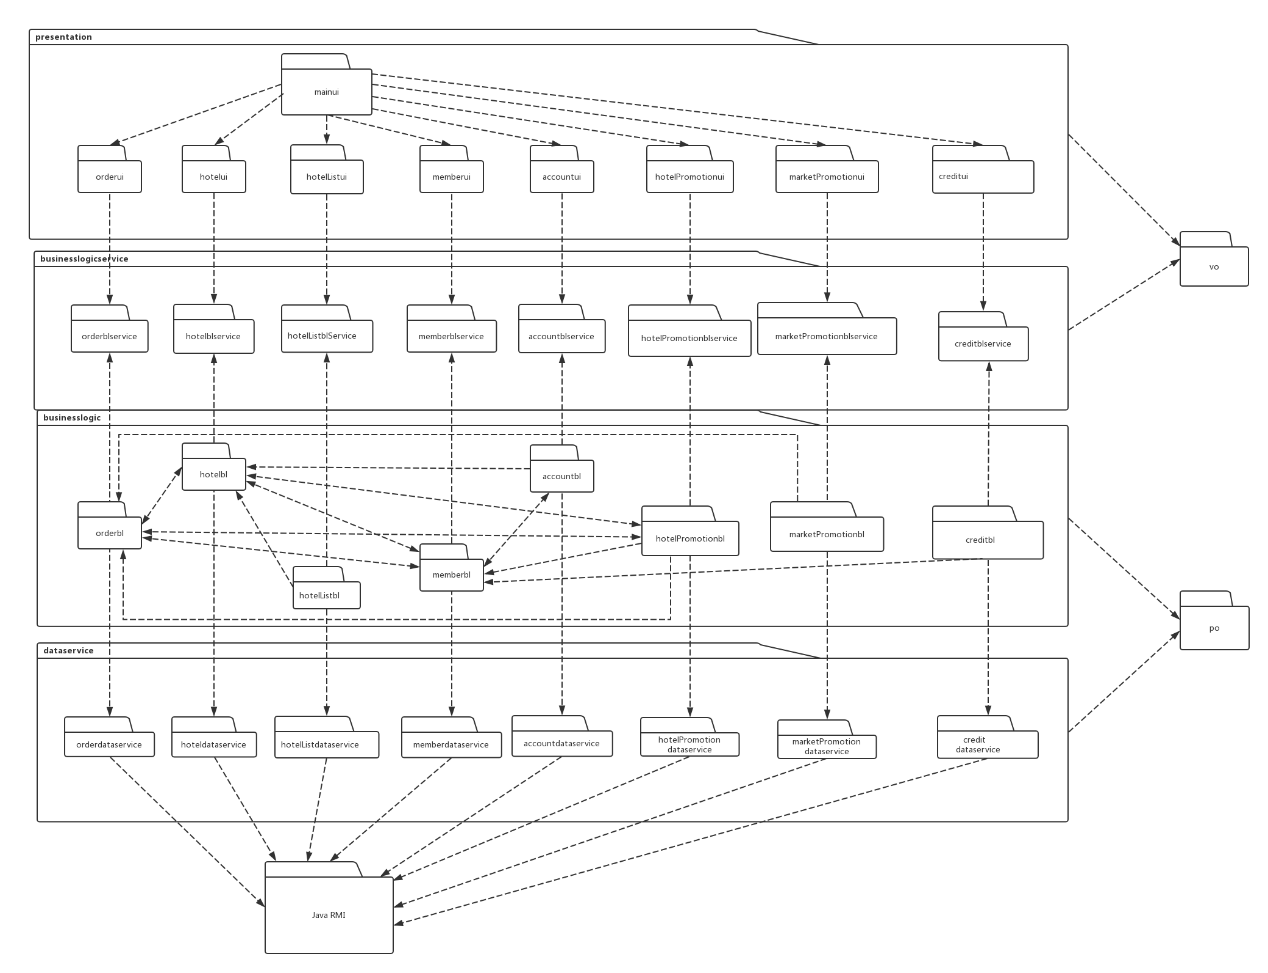 presentation
mainui
orderui
hotelui
hotelListui
memberui
accountui
hotelPromotionui
marketPromotionui
creditui
vo
businesslogicservice
orderblservice
hotelblservice
hotelListblService
memberblservice
accountblservice
hotelPromotionblservice
marketPromotionblservice
creditblservice
businesslogic
hotelbl
accountbl
orderbl
hotelPromotionbl
marketPromotionbl
creditbl
memberbl
hotelListbl
po
dataservice
orderdataservice
hoteldataservice
hotelListdataservice
memberdataservice
accountdataservice
hotelPromotion
dataservice
marketPromotion
dataservice
credit
dataservice
Java RMI